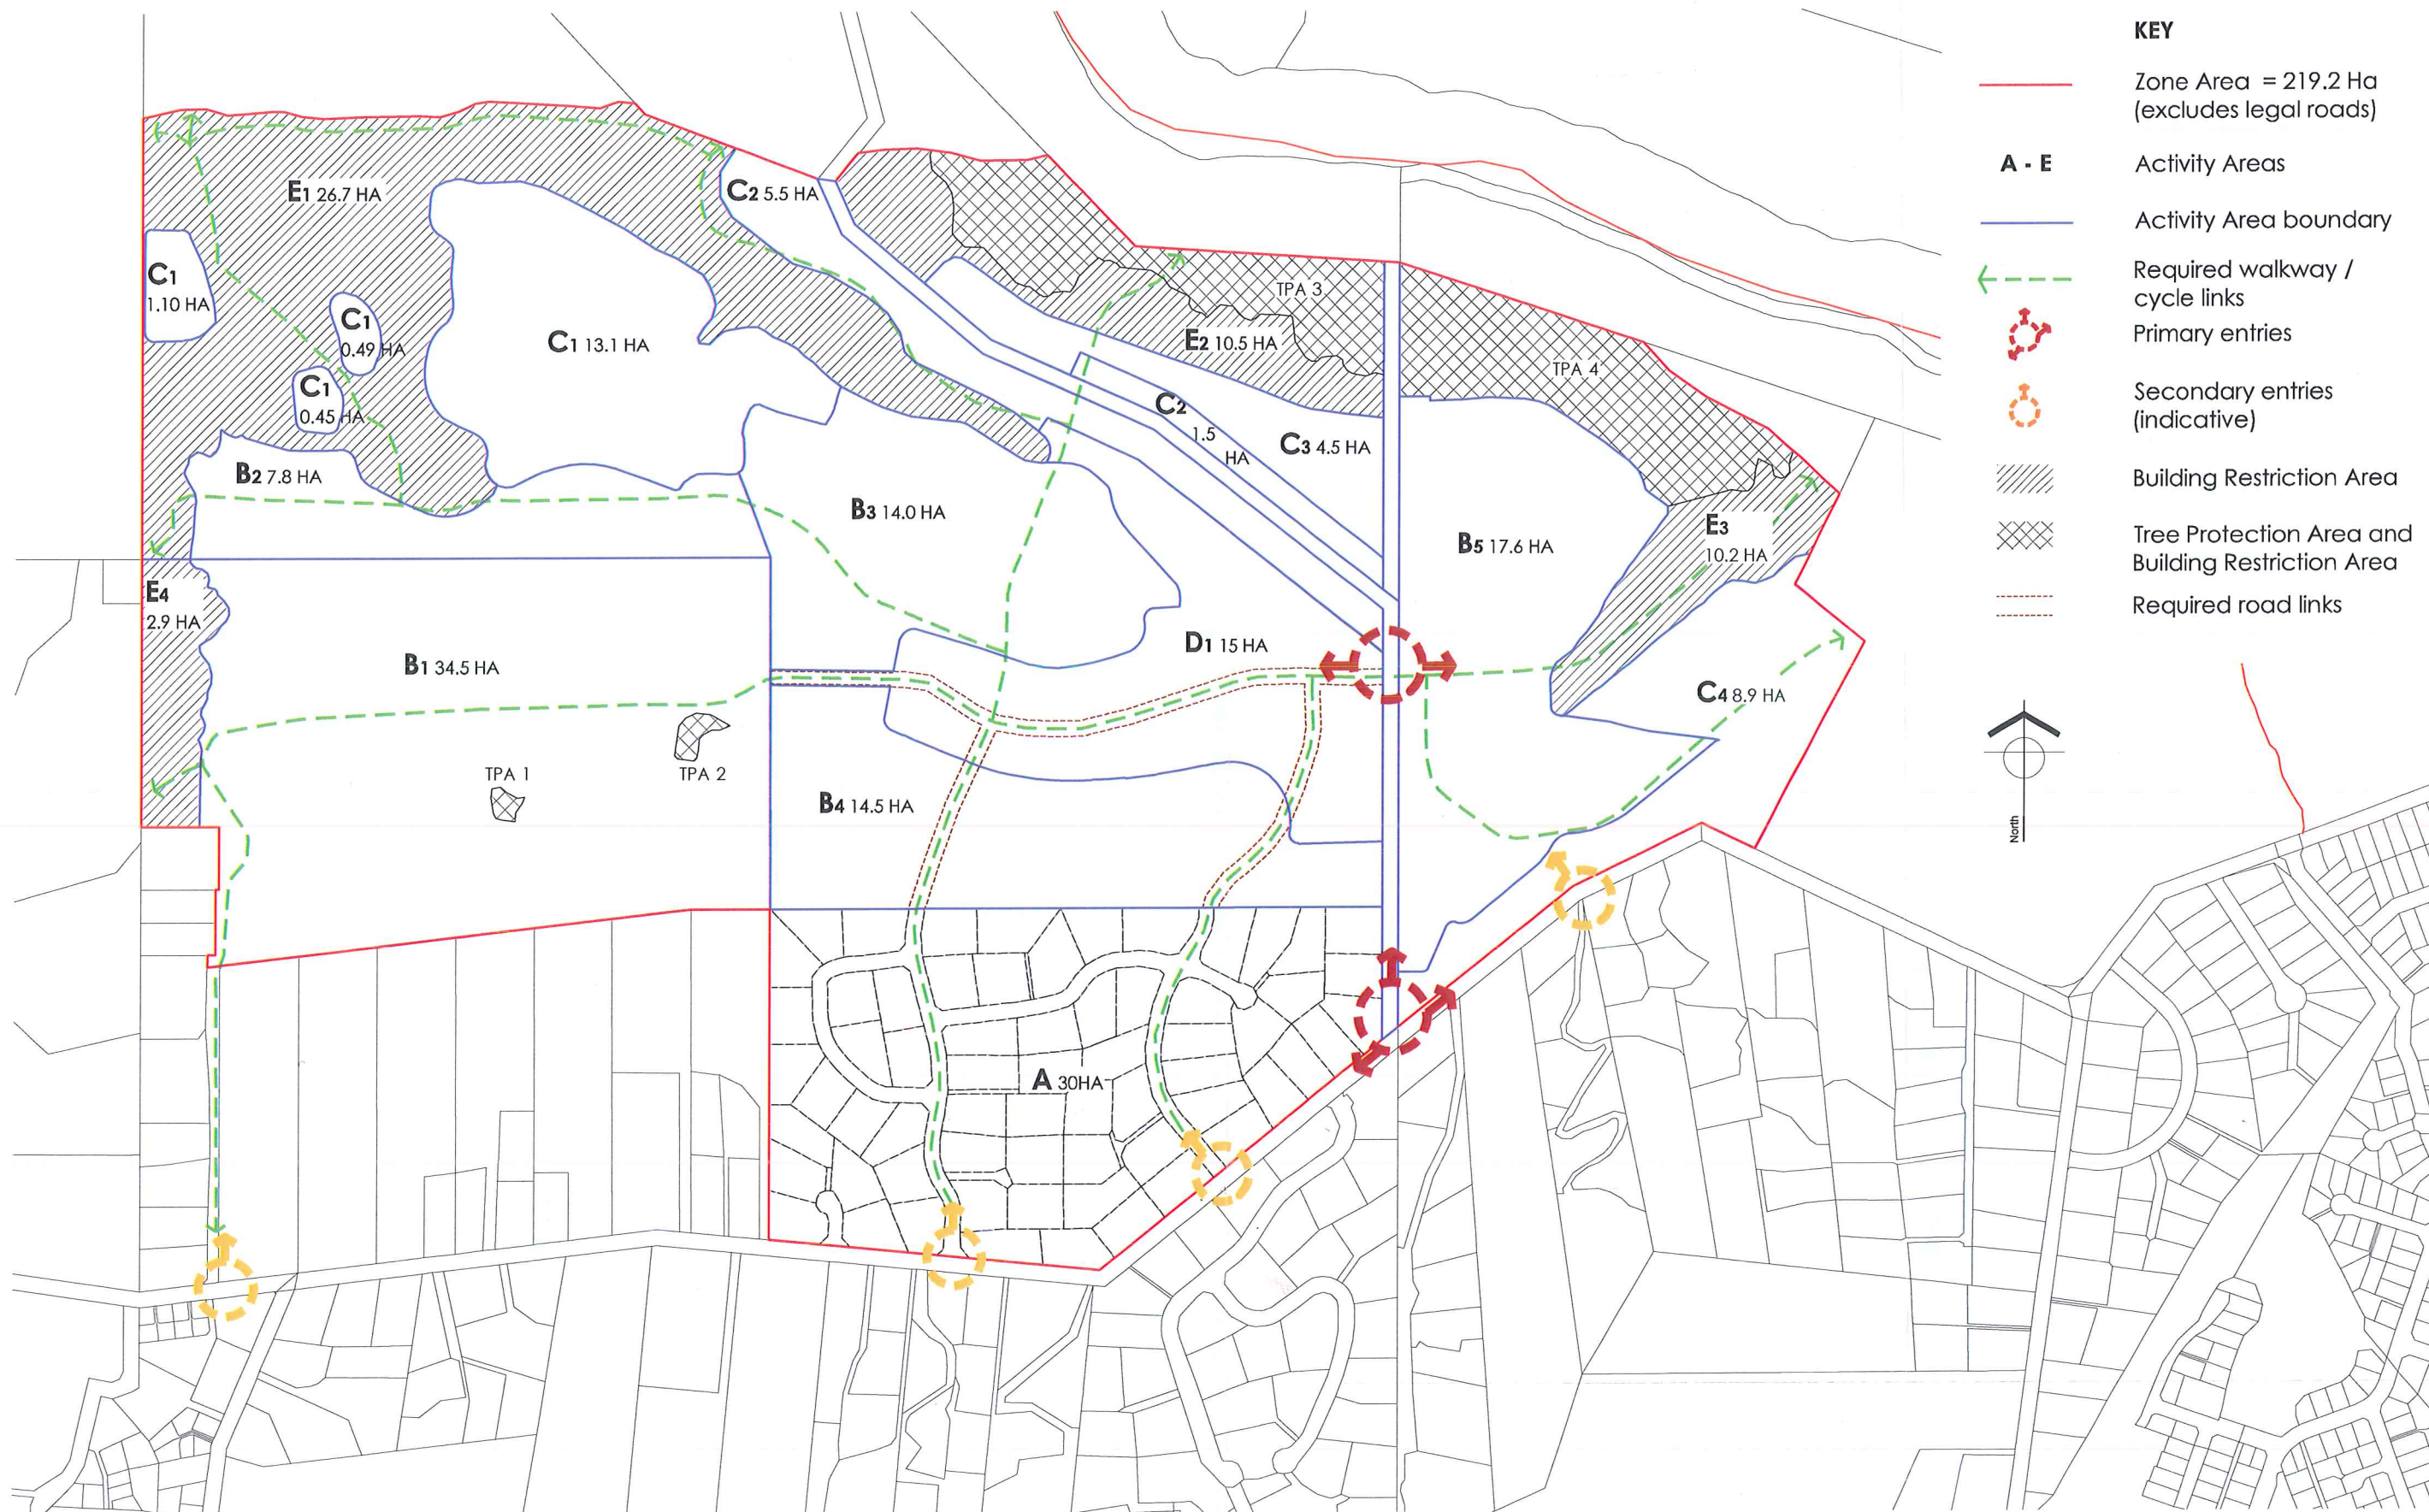 KEY
Zone Area = 219.2 Ha
(excludes legal roads)
A - E Activity Areas
Activity Area boundary
Required walkway /
cycle links
Primary entries
Secondary entries
(indicative)
Building Restriction Area
Tree Protection Area and
Building Restriction Area
Required road links
North
E1 26.7 HA
C2 5.5 HA
C1
1.10 HA
C1
0.49 HA
C1
0.45 HA
C1 13.1 HA
TPA 3
E2 10.5 HA
TPA 4
C2
1.5
HA
C3 4.5 HA
B2 7.8 HA
B3 14.0 HA
B5 17.6 HA
E3
10.2 HA
E4
2.9 HA
B1 34.5 HA
D1 15 HA
C4 8.9 HA
TPA 1
TPA 2
B4 14.5 HA
A 30HA